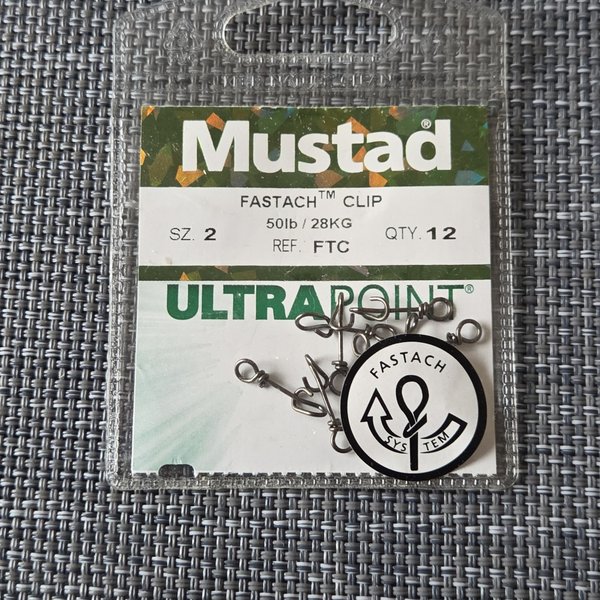 Mustad®
FASTACH™ CLIP
50lb / 28KG
SZ. 2 REF. FTC QTY. 12
ULTRAPOINT®
FASTACH
SYSTEM